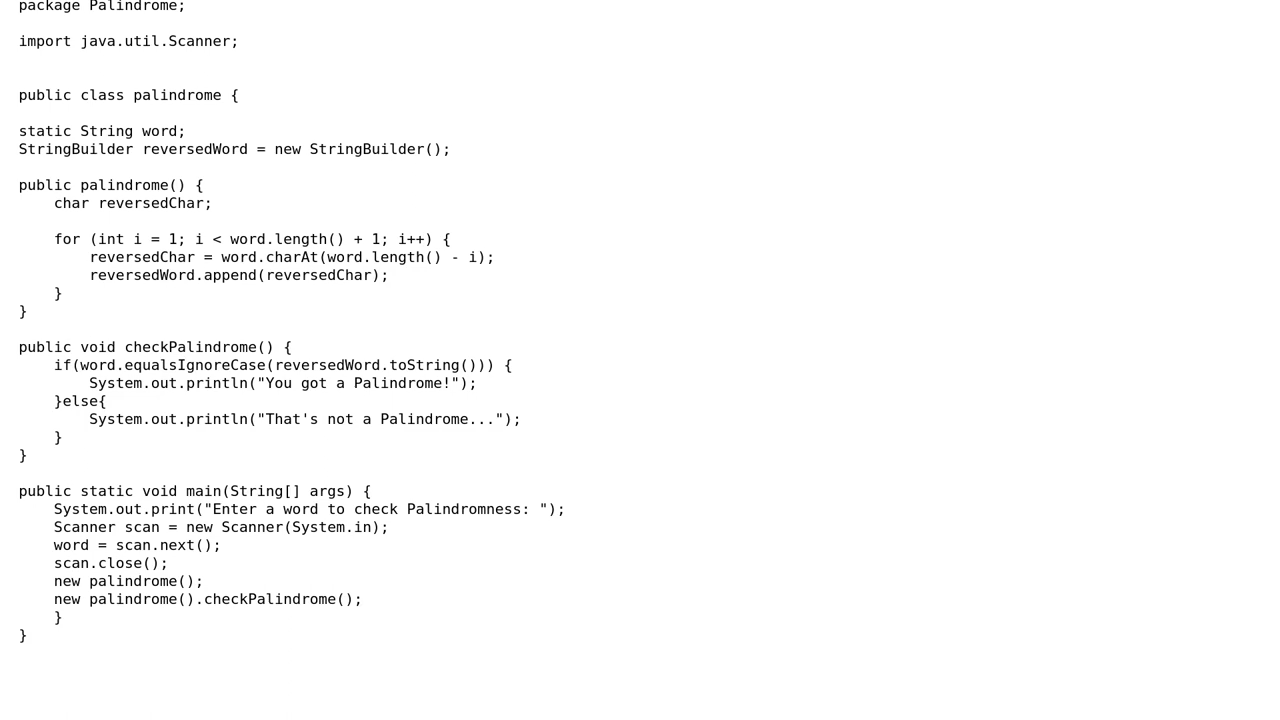 package Palindrome;
import java.util.Scanner;
public class palindrome {
static String word;
StringBuilder reversedWord = new StringBuilder();
public palindrome() {
    char reversedChar;
    for (int i = 1; i < word.length() + 1; i++) {
        reversedChar = word.charAt(word.length() - i);
        reversedWord.append(reversedChar);
    }
}
public void checkPalindrome() {
    if(word.equalsIgnoreCase(reversedWord.toString())) {
        System.out.println("You got a Palindrome!");
    }else{
        System.out.println("That's not a Palindrome...");
    }
}
public static void main(String[] args) {
    System.out.print("Enter a word to check Palindromness: ");
    Scanner scan = new Scanner(System.in);
    word = scan.next();
    scan.close();
    new palindrome();
    new palindrome().checkPalindrome();
    }
}